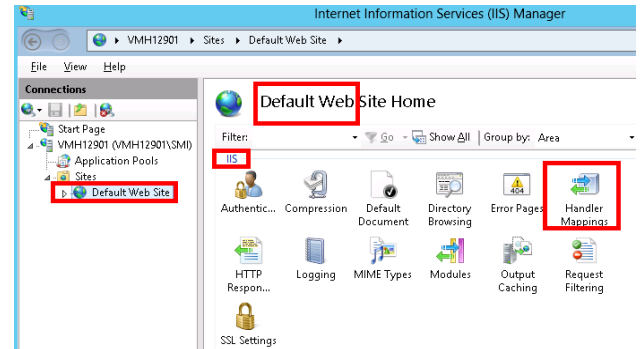 Internet Information Services (IIS) Manager
VMH12901 Sites Default Web Site
File View Help
Connections
Start Page
VMH12901 (VMH12901\SMI)
Application Pools
Sites
Default Web Site
Default Web Site Home
Filter: Go Show All Group by: Area
IIS
Authentic... Compression Default Document Directory Browsing Error Pages Handler Mappings
HTTP Respon... Logging MIME Types Modules Output Caching Request Filtering
SSL Settings